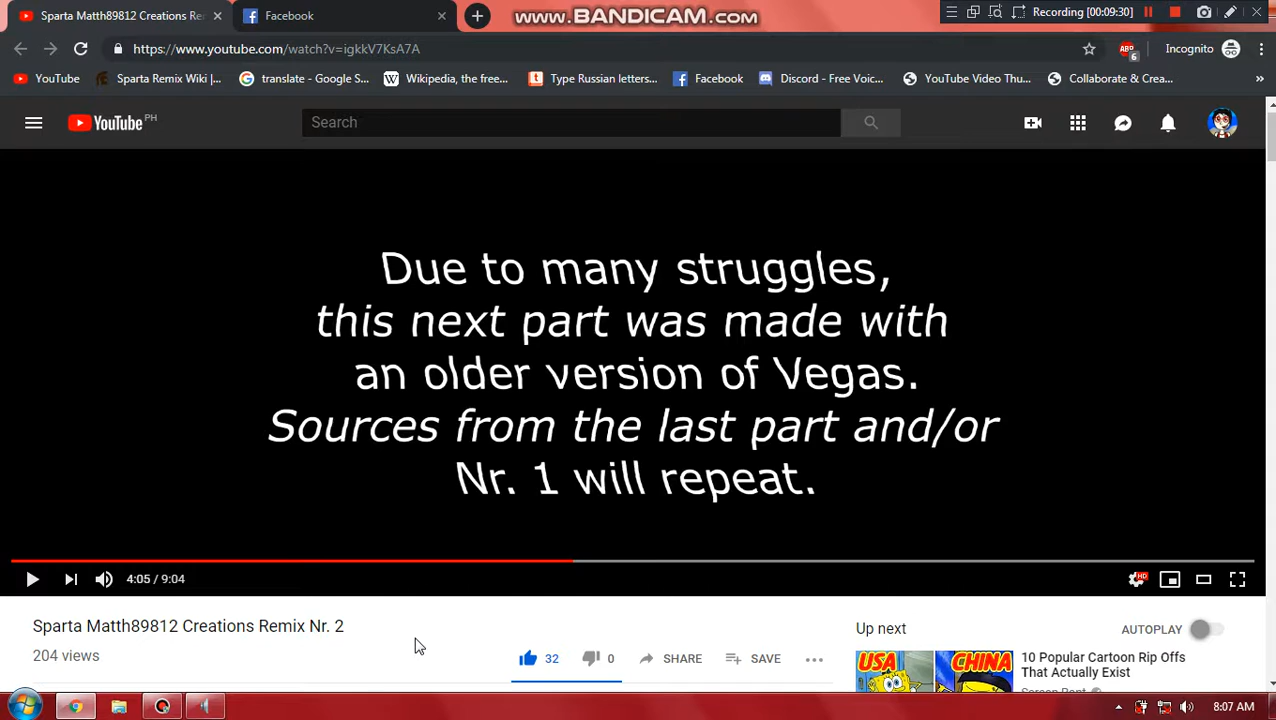 Sparta Matth89812 Creations Re
Facebook
www.BANDICAM.com
Recording [00:09:30]
https://www.youtube.com/watch?v=igkkV7KsA7A
ABP
6
Incognito
YouTube
Sparta Remix Wiki |...
translate - Google S...
Wikipedia, the free...
Type Russian letters...
Facebook
Discord - Free Voic...
YouTube Video Thu...
Collaborate & Crea...
YouTube PH
Search
Due to many struggles,
this next part was made with
an older version of Vegas.
Sources from the last part and/or
Nr. 1 will repeat.
4:05 / 9:04
HD
Sparta Matth89812 Creations Remix Nr. 2
204 views
32
0
SHARE
SAVE
Up next
AUTOPLAY
USA
CHINA
10 Popular Cartoon Rip Offs
That Actually Exist
Screen Rant
8:07 AM